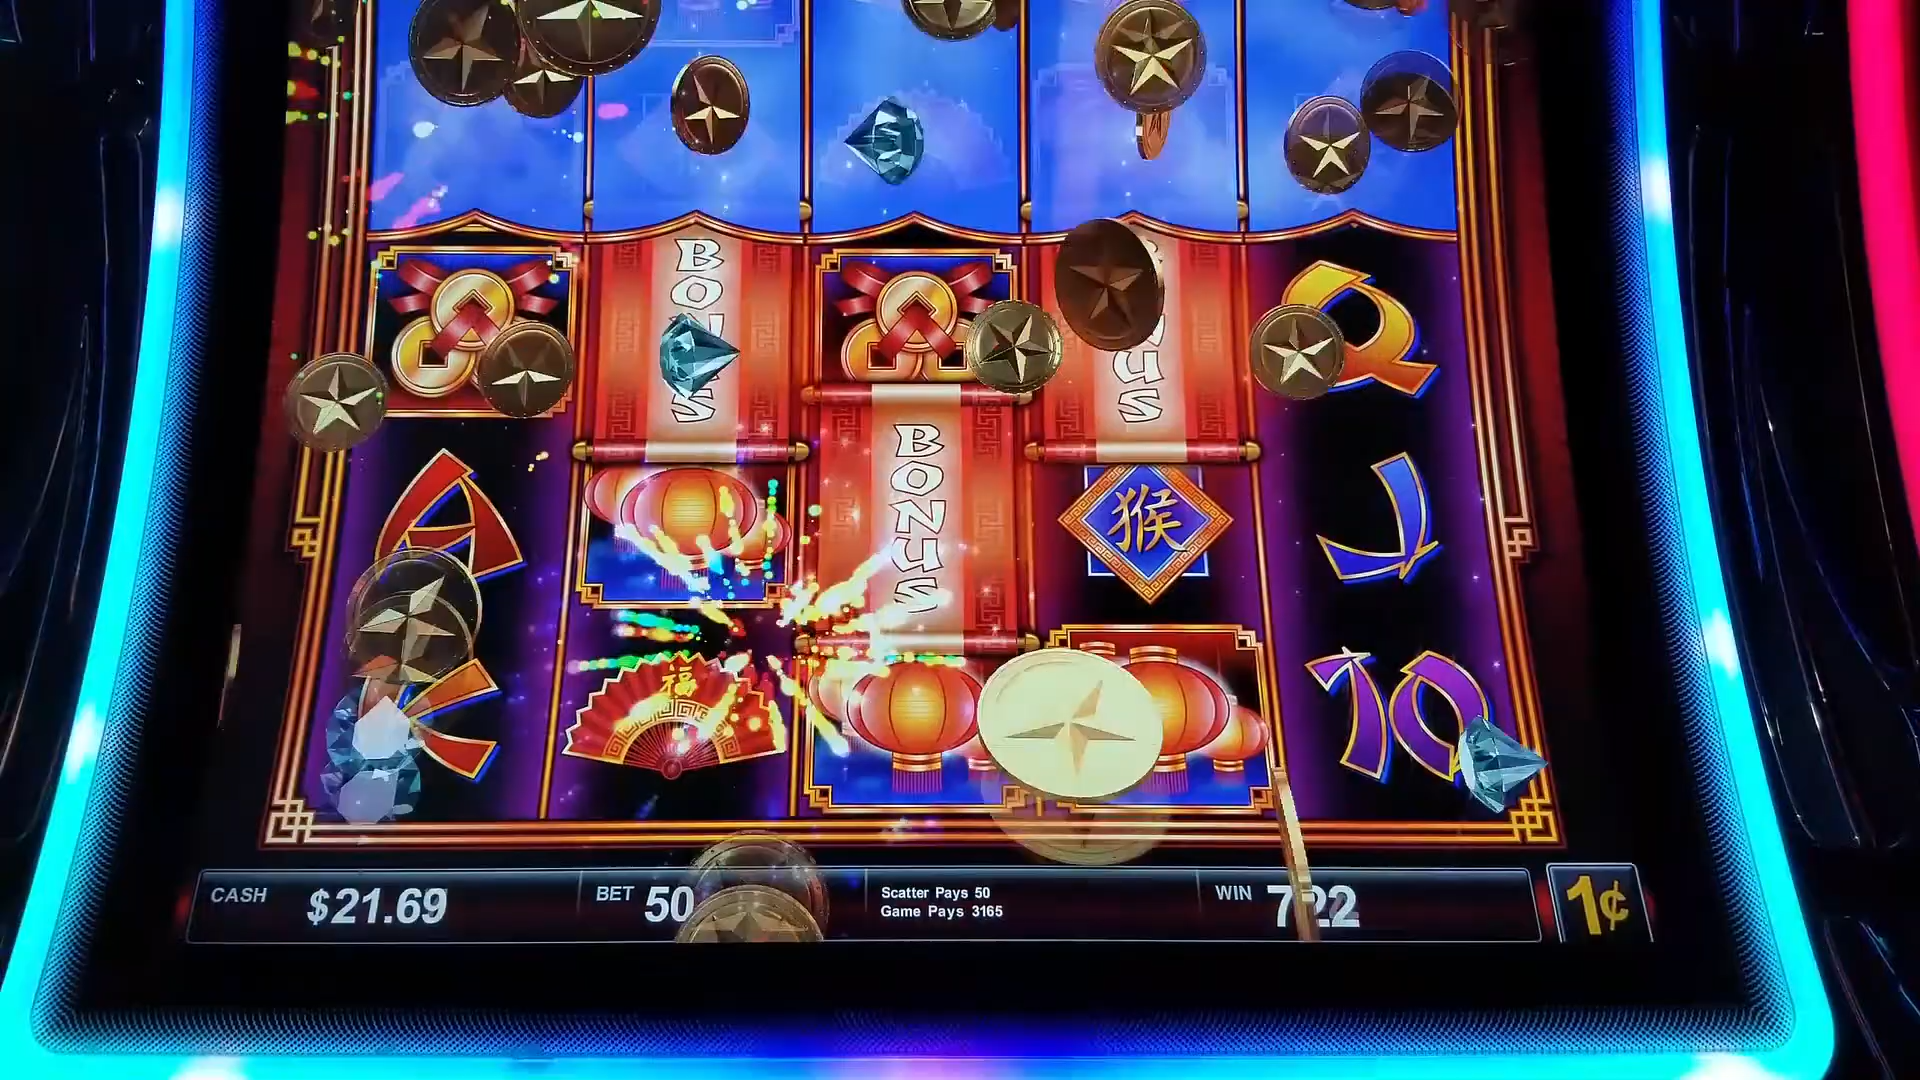 BONUS
BONUS
Q
BONUS
A
猴
J
福
10
CASH $21.69
BET 50
Scatter Pays 50
Game Pays 3165
WIN 722
1¢